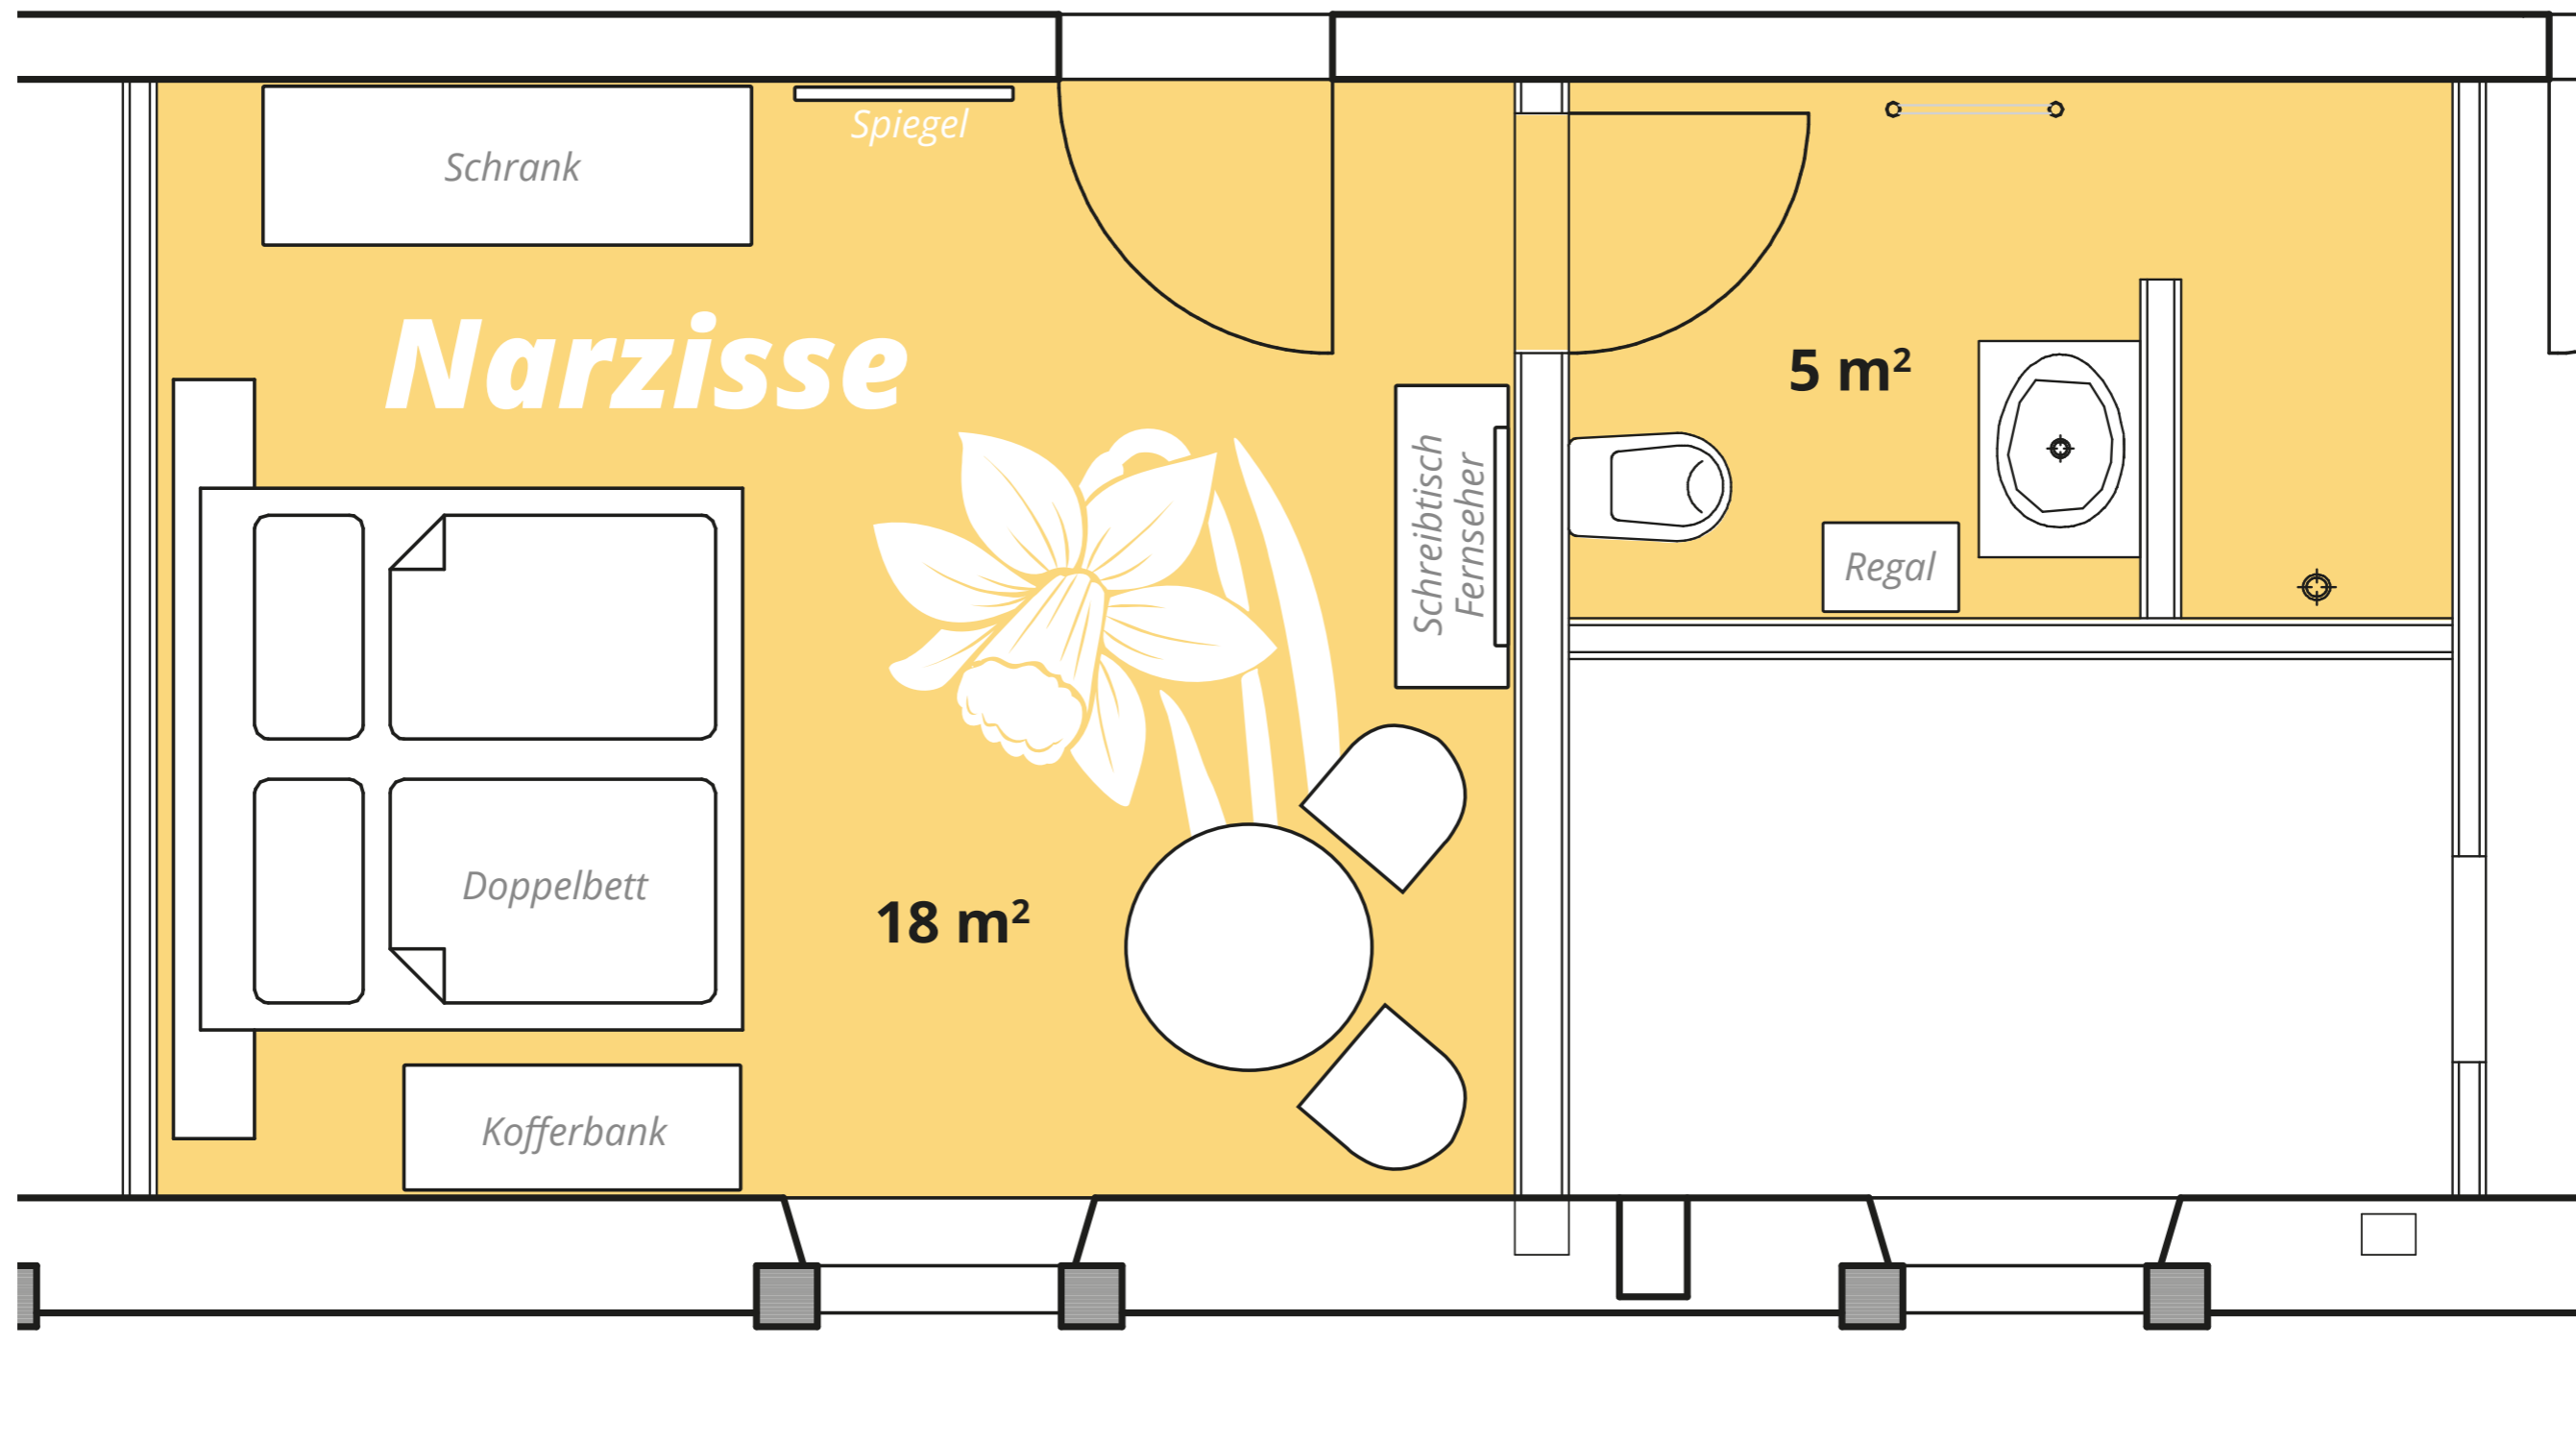 Spiegel
Schrank
Narzisse
5 m²
Schreibtisch
Fernseher
Regal
Doppelbett
18 m²
Kofferbank